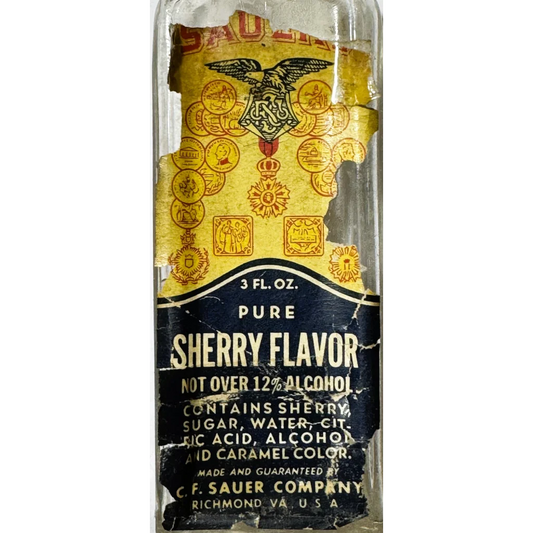 SAUER
3 FL. OZ.
PURE
SHERRY FLAVOR
NOT OVER 12% ALCOHOL
CONTAINS SHERRY,
SUGAR, WATER, CIT-
RIC ACID, ALCOHOL
AND CARAMEL COLOR.
MADE AND GUARANTEED BY
C. F. SAUER COMPANY
RICHMOND, VA., U.S.A